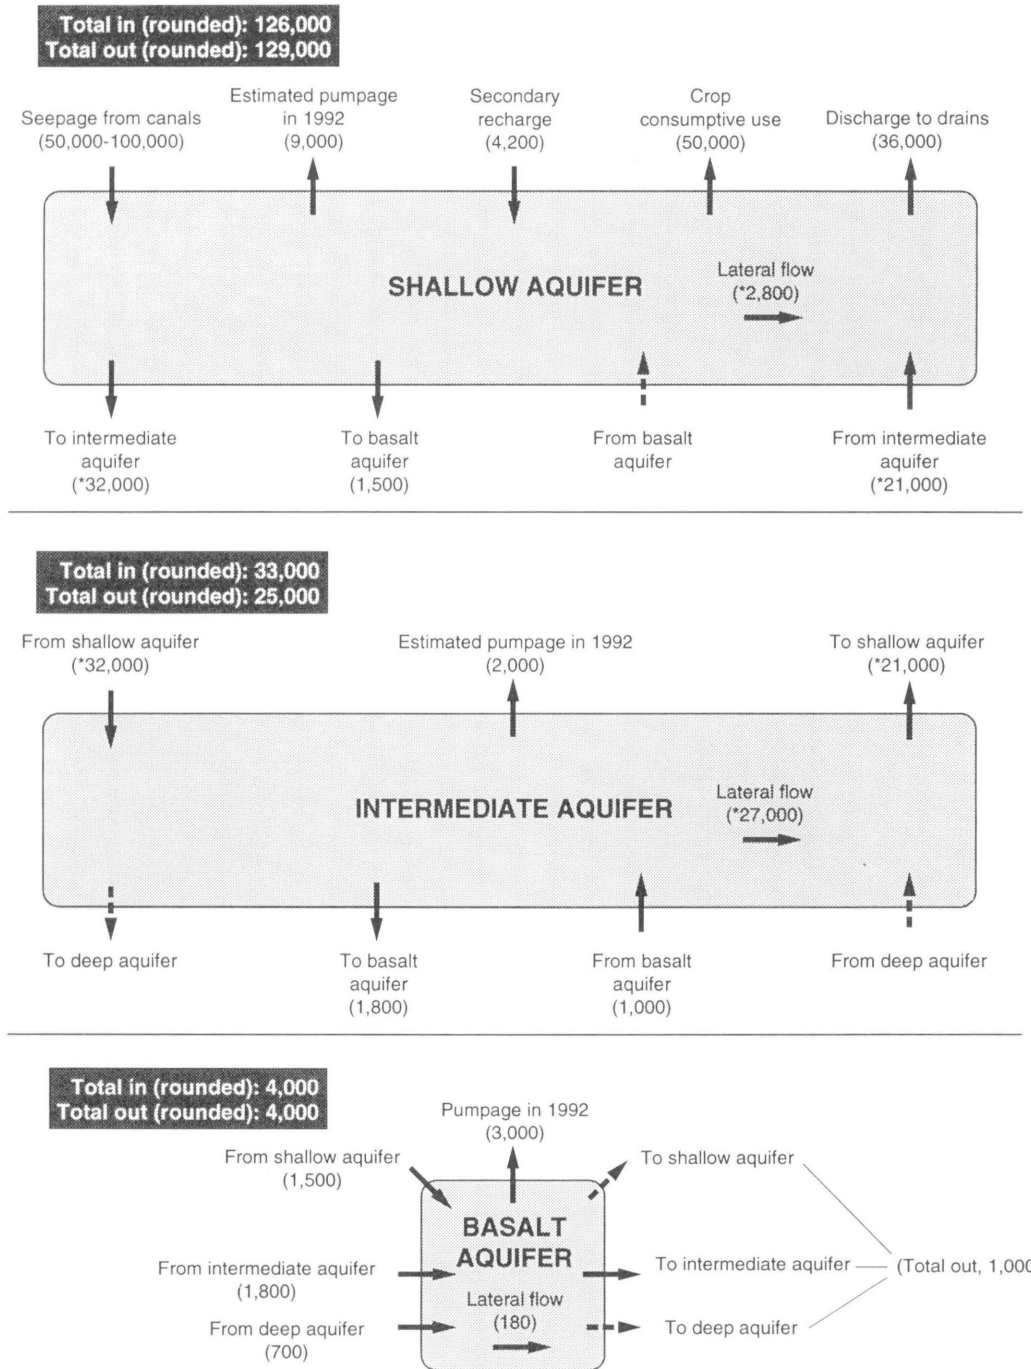 Total in (rounded): 126,000
Total out (rounded): 129,000
Seepage from canals
(50,000-100,000)
Estimated pumpage
in 1992
(9,000)
Secondary
recharge
(4,200)
Crop
consumptive use
(50,000)
Discharge to drains
(36,000)
SHALLOW AQUIFER
Lateral flow
(*2,800)
To intermediate
aquifer
(*32,000)
To basalt
aquifer
(1,500)
From basalt
aquifer
From intermediate
aquifer
(*21,000)
Total in (rounded): 33,000
Total out (rounded): 25,000
From shallow aquifer
(*32,000)
Estimated pumpage in 1992
(2,000)
To shallow aquifer
(*21,000)
INTERMEDIATE AQUIFER
Lateral flow
(*27,000)
To deep aquifer
To basalt
aquifer
(1,800)
From basalt
aquifer
(1,000)
From deep aquifer
Total in (rounded): 4,000
Total out (rounded): 4,000
Pumpage in 1992
(3,000)
From shallow aquifer
(1,500)
To shallow aquifer
BASALT
AQUIFER
From intermediate aquifer
(1,800)
To intermediate aquifer
(Total out, 1,000
Lateral flow
(180)
From deep aquifer
(700)
To deep aquifer